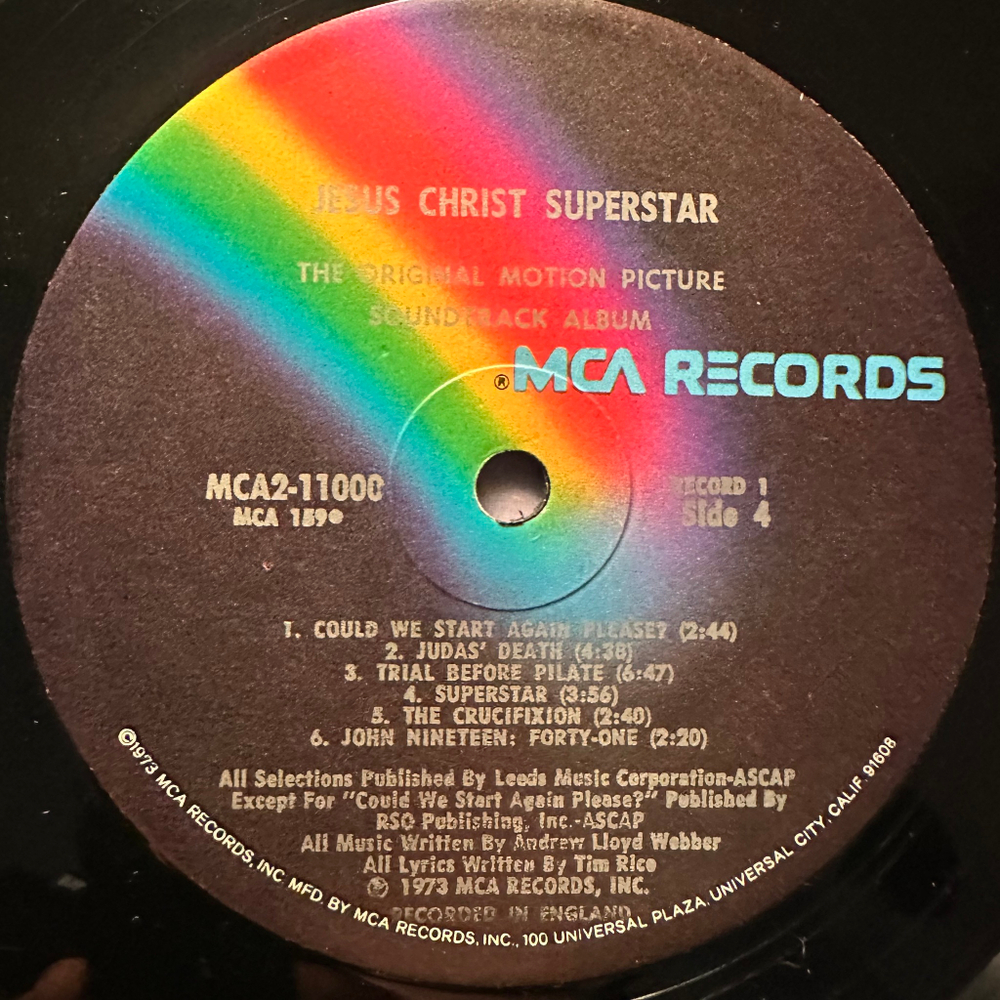 JESUS CHRIST SUPERSTAR
THE ORIGINAL MOTION PICTURE
SOUNDTRACK ALBUM
®MCA RECORDS
MCA2-11000
MCA 1590
RECORD 1
Side 4
1. COULD WE START AGAIN PLEASE? (2:44)
2. JUDAS' DEATH (4:38)
3. TRIAL BEFORE PILATE (6:47)
4. SUPERSTAR (3:56)
5. THE CRUCIFIXION (2:40)
6. JOHN NINETEEN: FORTY-ONE (2:20)
All Selections Published By Leeds Music Corporation-ASCAP
Except For "Could We Start Again Please?" Published By
RSO Publishing, Inc.-ASCAP
All Music Written By Andrew Lloyd Webber
All Lyrics Written By Tim Rice
℗ 1973 MCA RECORDS, INC.
RECORDED IN ENGLAND
©1973 MCA RECORDS, INC. MFD. BY MCA RECORDS, INC., 100 UNIVERSAL PLAZA, UNIVERSAL CITY, CALIF. 91608